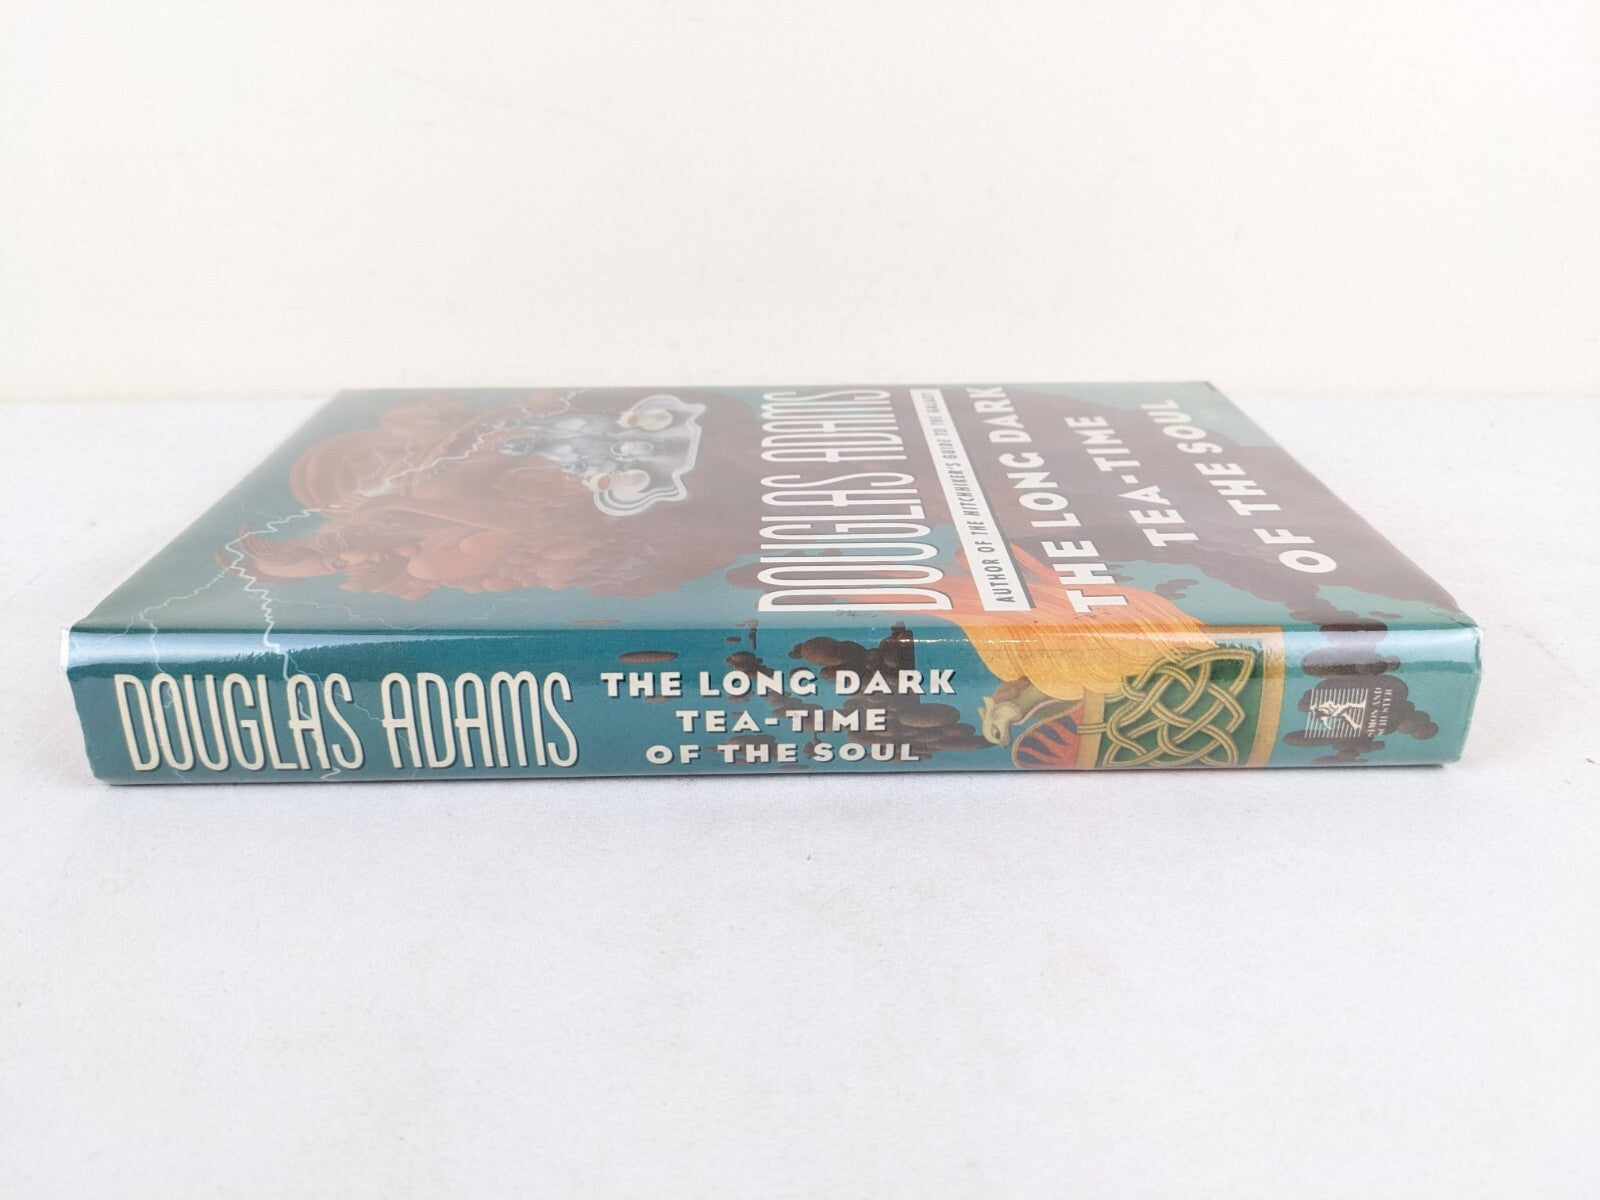 DOUGLAS ADAMS
AUTHOR OF THE HITCHHIKER'S GUIDE TO THE GALAXY
THE LONG DARK
TEA-TIME
OF THE SOUL
DOUGLAS ADAMS
THE LONG DARK
TEA-TIME
OF THE SOUL
SIMON AND
SCHUSTER